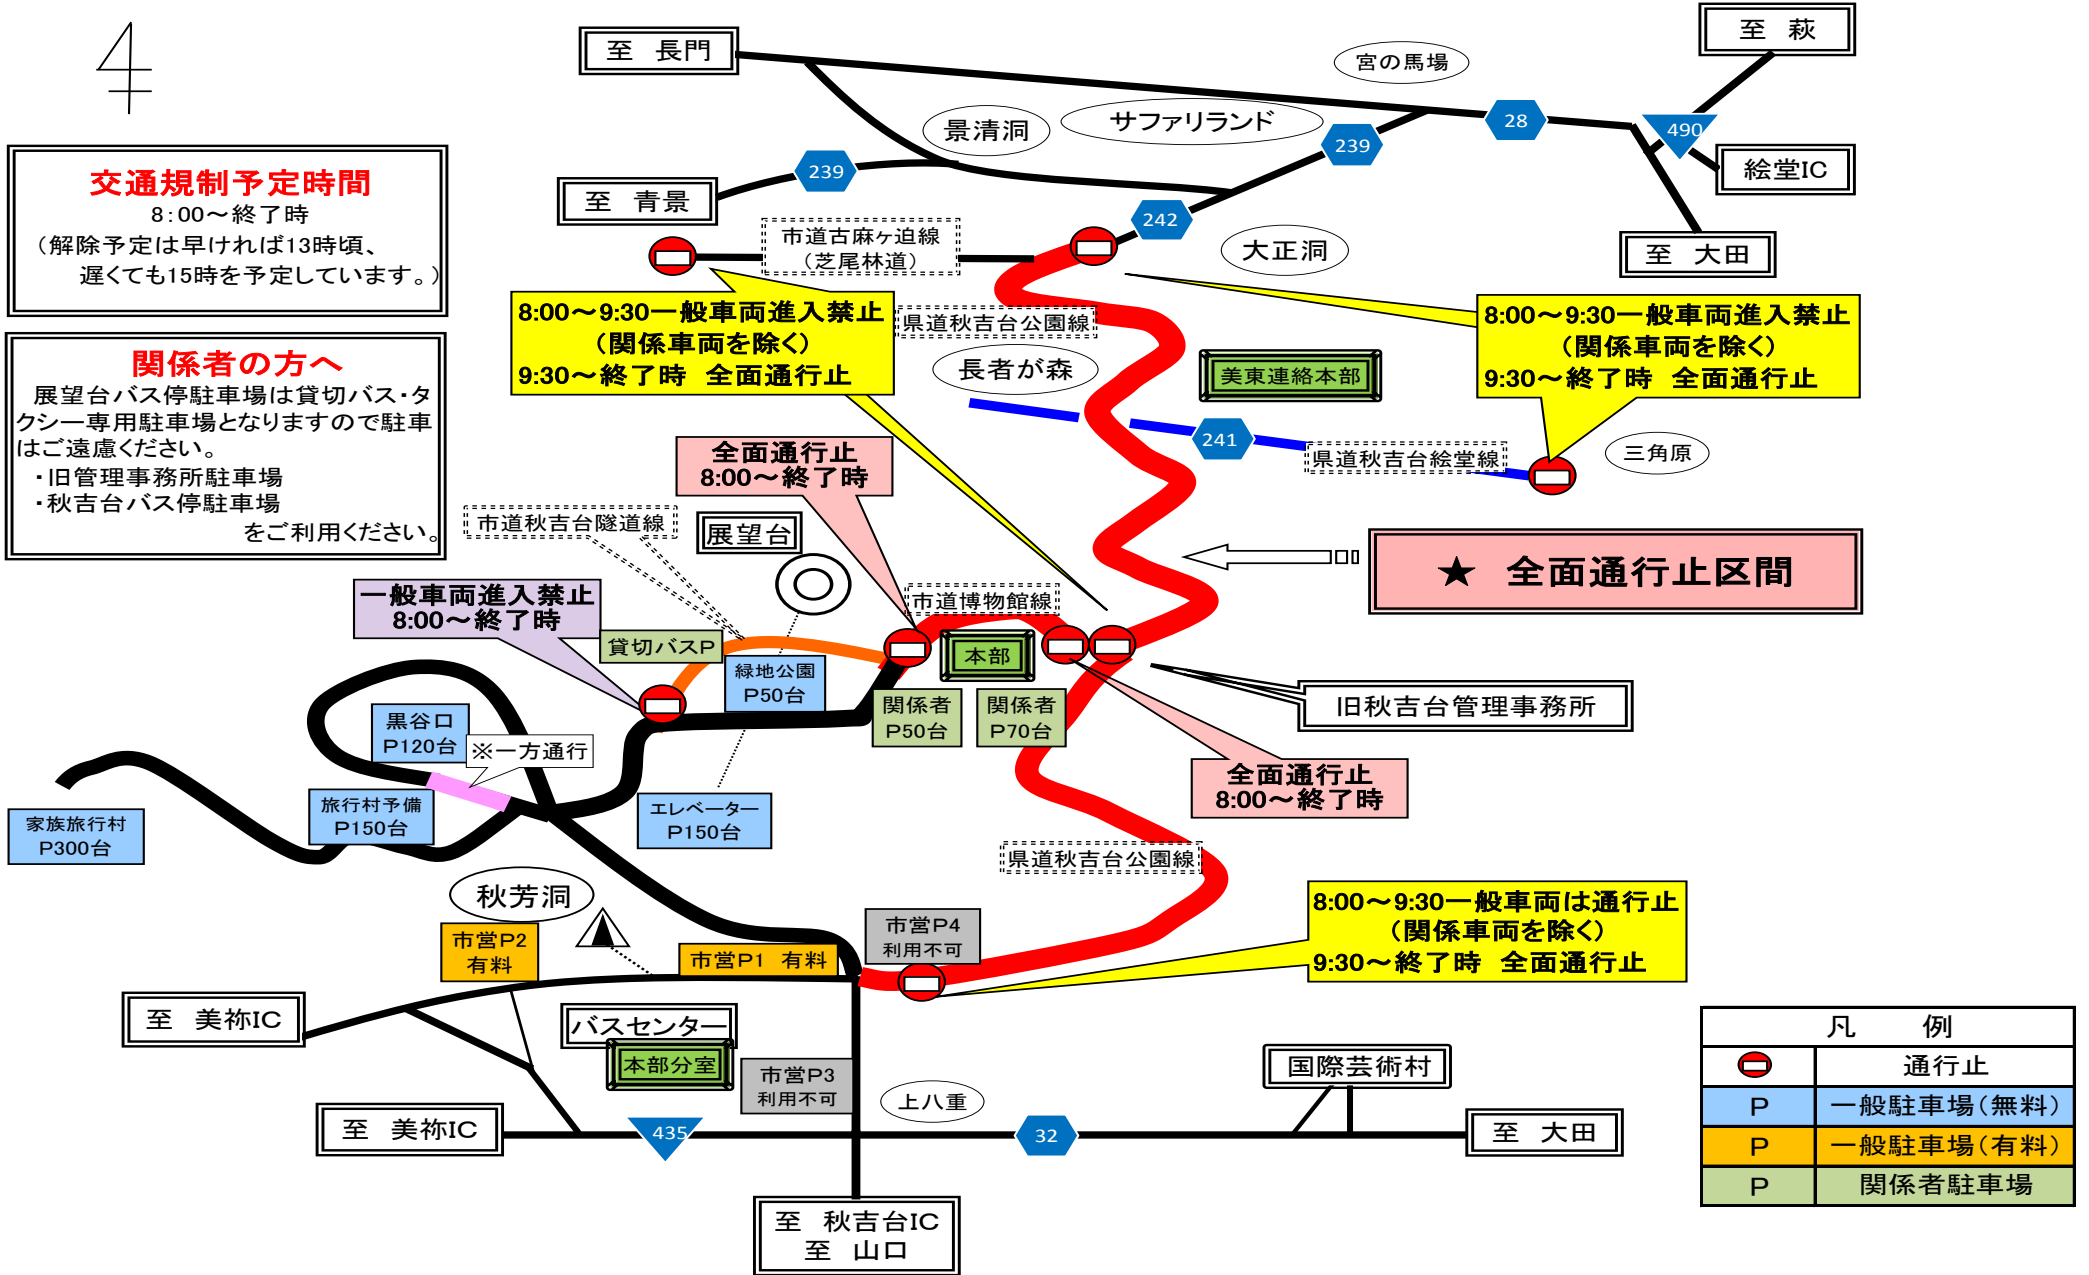 4
至　長門
至　萩
宮の馬場
サファリランド
景清洞
28
490
239
239
絵堂IC
交通規制予定時間
8:00～終了時
（解除予定は早ければ13時頃、
遅くても15時を予定しています。）
至　青景
242
市道古麻ヶ迫線
（芝尾林道）
大正洞
至　大田
8:00～9:30一般車両進入禁止
（関係車両を除く）
9:30～終了時　全面通行止
県道秋吉台公園線
8:00～9:30一般車両進入禁止
（関係車両を除く）
9:30～終了時　全面通行止
関係者の方へ
展望台バス停駐車場は貸切バス・タ
クシー専用駐車場となりますので駐車
はご遠慮ください。
・旧管理事務所駐車場
・秋吉台バス停駐車場
をご利用ください。
長者が森
美東連絡本部
241
県道秋吉台絵堂線
三角原
全面通行止
8:00～終了時
市道秋吉台隧道線
展望台
★　全面通行止区間
一般車両進入禁止
8:00～終了時
市道博物館線
貸切バスP
本部
緑地公園
P50台
関係者
P50台
関係者
P70台
旧秋吉台管理事務所
黒谷口
P120台
※一方通行
全面通行止
8:00～終了時
旅行村予備
P150台
エレベーター
P150台
家族旅行村
P300台
県道秋吉台公園線
秋芳洞
8:00～9:30一般車両は通行止
（関係車両を除く）
9:30～終了時　全面通行止
市営P4
利用不可
市営P2
有料
市営P1　有料
至　美祢IC
バスセンター
本部分室
市営P3
利用不可
国際芸術村
上八重
至　美祢IC
435
32
至　大田
至　秋吉台IC
至　山口
凡　例
通行止
P　一般駐車場（無料）
P　一般駐車場（有料）
P　関係者駐車場